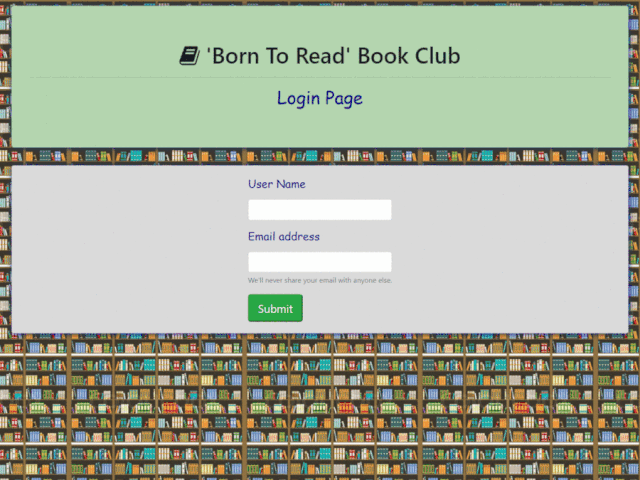 'Born To Read' Book Club
Login Page
User Name
Email address
We'll never share your email with anyone else.
Submit